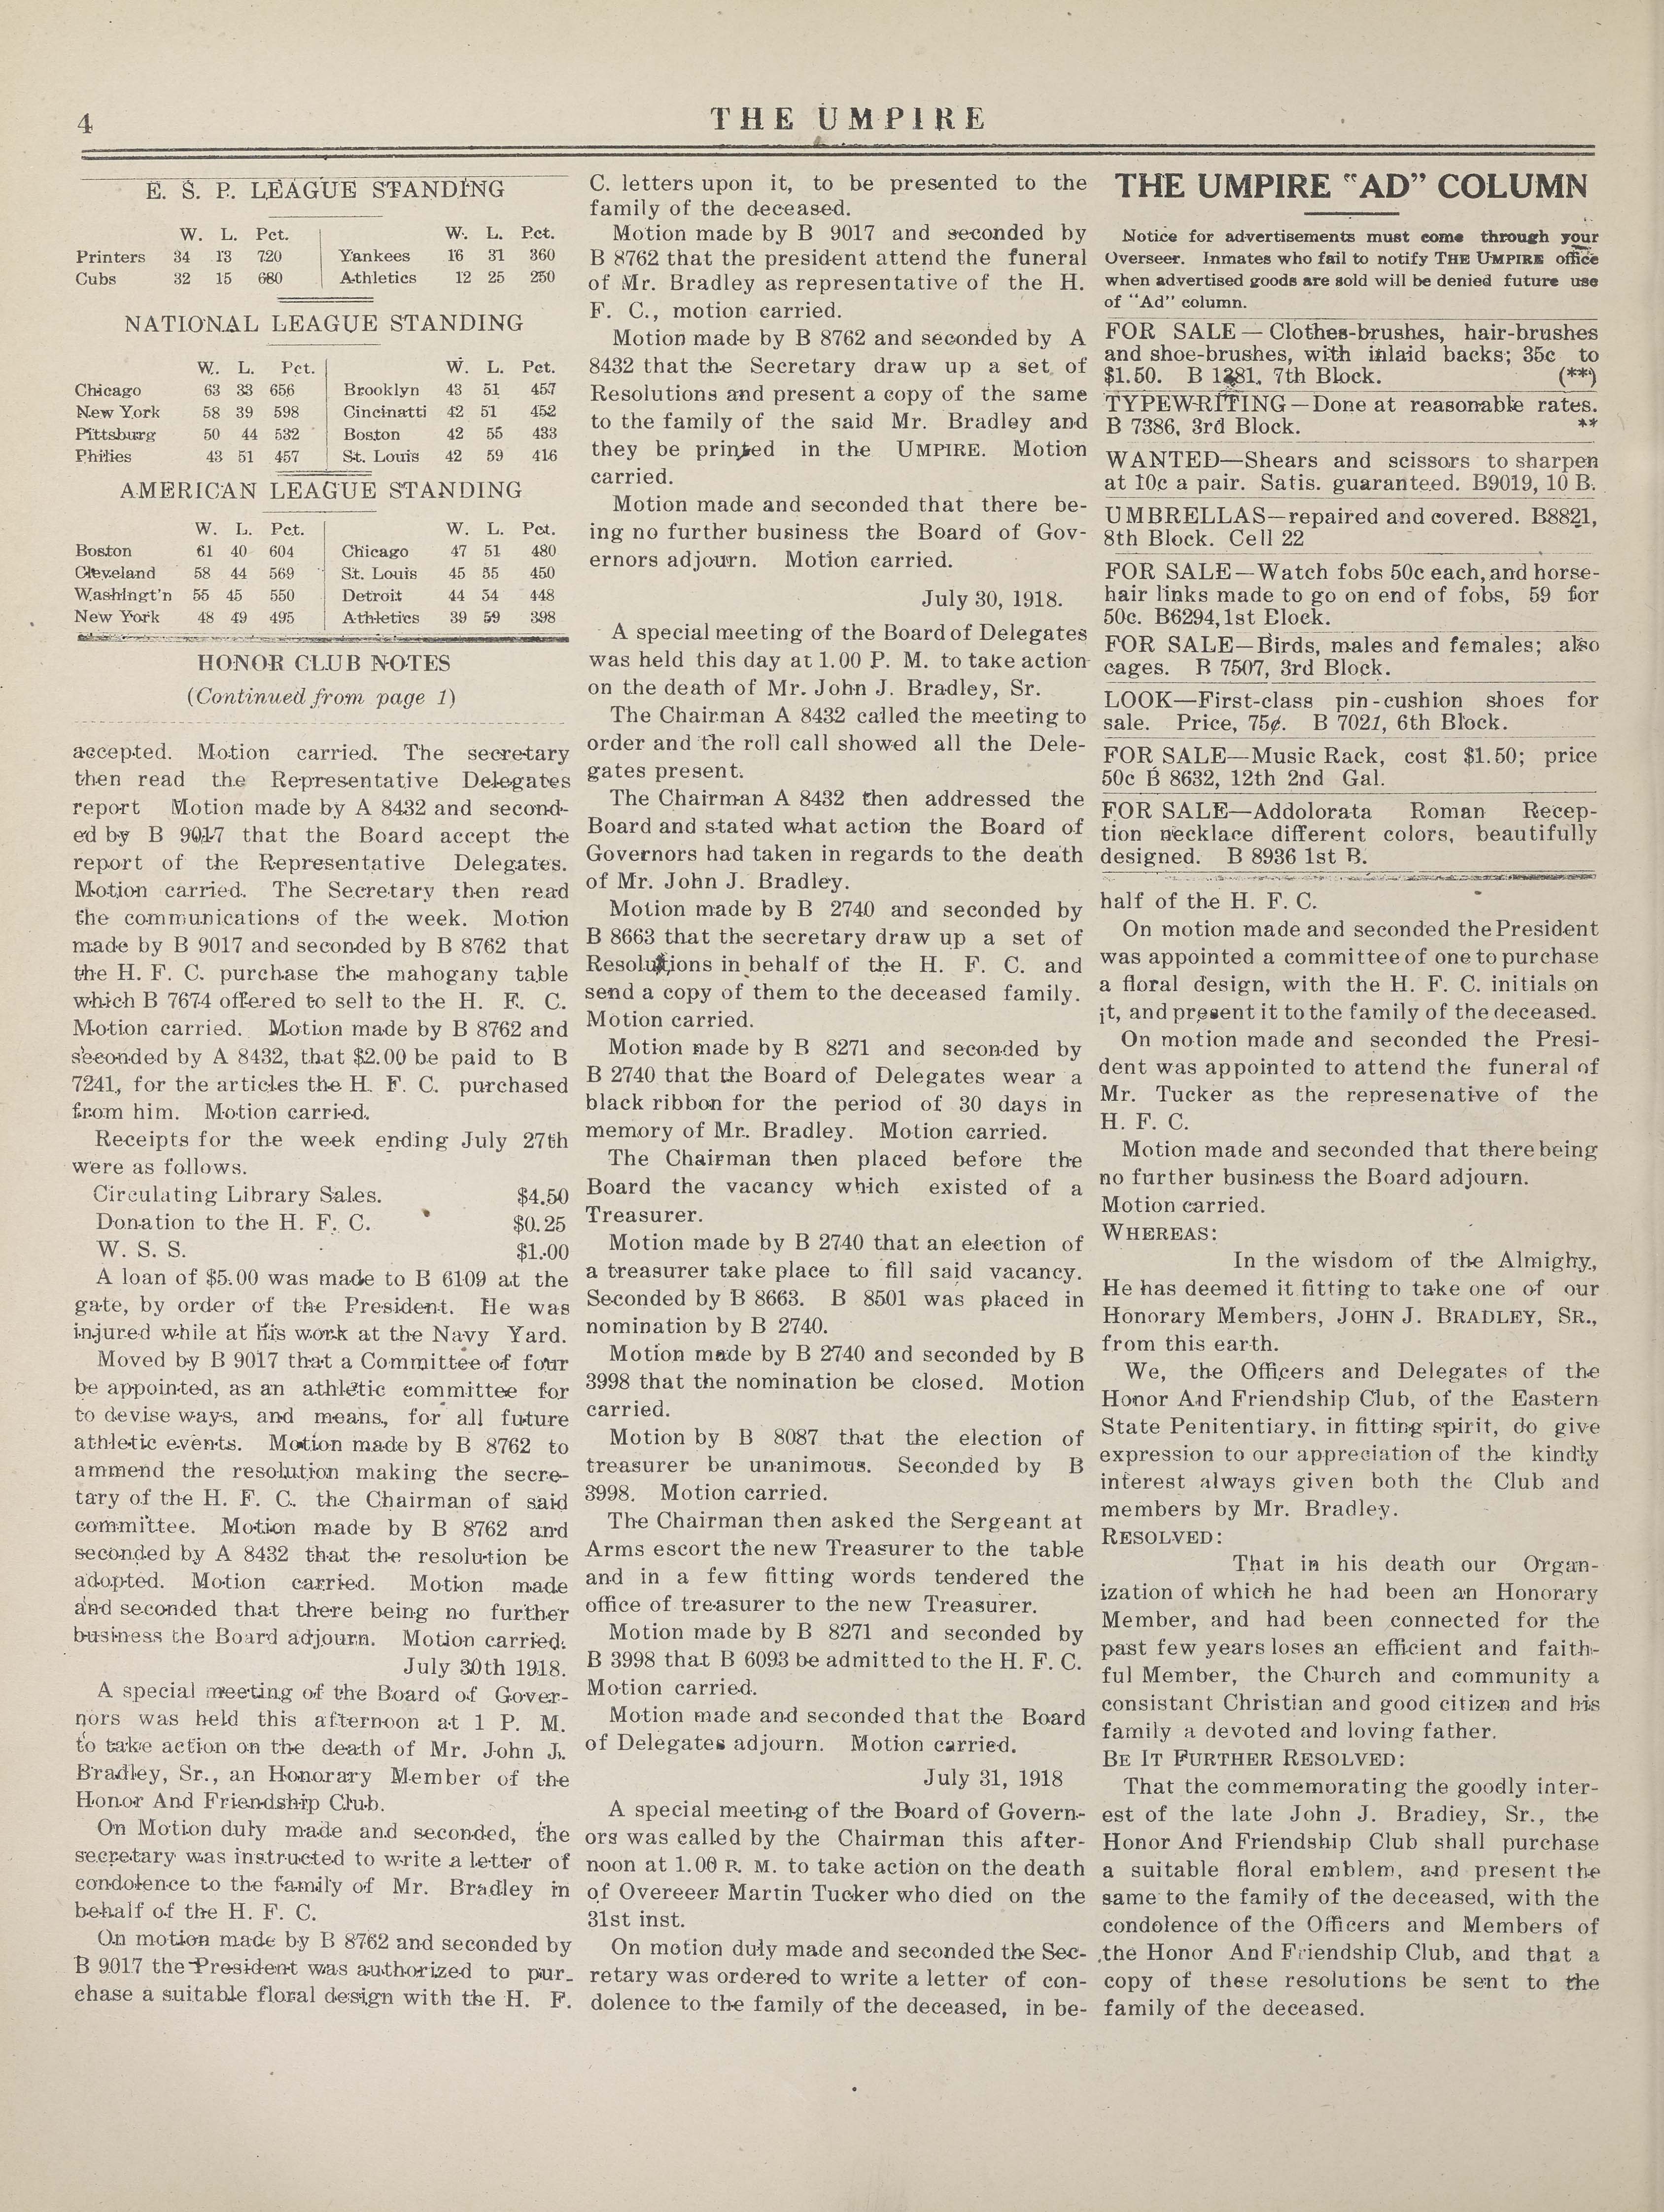 4
THE UMPIRE
E. S. P. LEAGUE STANDING
W. L. Pct. W. L. Pct.
Printers 34 13 720 Yankees 16 31 360
Cubs 32 15 680 Athletics 12 25 250
NATIONAL LEAGUE STANDING
W. L. Pct. W. L. Pct.
Chicago 63 33 656 Brooklyn 43 51 457
New York 58 39 598 Cincinatti 42 51 452
Pittsburg 50 44 532 Boston 42 55 433
Philies 43 51 457 St. Louis 42 59 416
AMERICAN LEAGUE STANDING
W. L. Pct. W. L. Pct.
Boston 61 40 604 Chicago 47 51 480
Cleveland 58 44 569 St. Louis 45 55 450
Washingt'n 55 45 550 Detroit 44 54 448
New York 48 49 495 Athletics 39 59 398
HONOR CLUB NOTES
(Continued from page 1)
accepted. Motion carried. The secretary
then read the Representative Delegates
report Motion made by A 8432 and second-
ed by B 9017 that the Board accept the
report of the Representative Delegates.
Motion carried. The Secretary then read
the communications of the week. Motion
made by B 9017 and seconded by B 8762 that
the H. F. C. purchase the mahogany table
which B 7674 offered to sell to the H. F. C.
Motion carried. Motion made by B 8762 and
seconded by A 8432, that $2.00 be paid to B
7241, for the articles the H. F. C. purchased
from him. Motion carried.
Receipts for the week ending July 27th
were as follows.
Circulating Library Sales. $4.50
Donation to the H. F. C. $0.25
W. S. S. $1.00
A loan of $5.00 was made to B 6109 at the
gate, by order of the President. He was
injured while at his work at the Navy Yard.
Moved by B 9017 that a Committee of four
be appointed, as an athletic committee for
to devise ways, and means, for all future
athletic events. Motion made by B 8762 to
ammend the resolution making the secre-
tary of the H. F. C. the Chairman of said
committee. Motion made by B 8762 and
seconded by A 8432 that the resolution be
adopted. Motion carried. Motion made
and seconded that there being no further
business the Board adjourn. Motion carried.
July 30th 1918.
A special meeting of the Board of Gover-
nors was held this afternoon at 1 P. M.
to take action on the death of Mr. John J.
Bradley, Sr., an Honorary Member of the
Honor And Friendship Club.
On Motion duly made and seconded, the
secretary was instructed to write a letter of
condolence to the family of Mr. Bradley in
behalf of the H. F. C.
On motion made by B 8762 and seconded by
B 9017 the President was authorized to pur-
chase a suitable floral design with the H. F.
C. letters upon it, to be presented to the
family of the deceased.
Motion made by B 9017 and seconded by
B 8762 that the president attend the funeral
of Mr. Bradley as representative of the H.
F. C., motion carried.
Motion made by B 8762 and seconded by A
8432 that the Secretary draw up a set of
Resolutions and present a copy of the same
to the family of the said Mr. Bradley and
they be printed in the UMPIRE. Motion
carried.
Motion made and seconded that there be-
ing no further business the Board of Gov-
ernors adjourn. Motion carried.
July 30, 1918.
A special meeting of the Board of Delegates
was held this day at 1.00 P. M. to take action
on the death of Mr. John J. Bradley, Sr.
The Chairman A 8432 called the meeting to
order and the roll call showed all the Dele-
gates present.
The Chairman A 8432 then addressed the
Board and stated what action the Board of
Governors had taken in regards to the death
of Mr. John J. Bradley.
Motion made by B 2740 and seconded by
B 8663 that the secretary draw up a set of
Resolutions in behalf of the H. F. C. and
send a copy of them to the deceased family.
Motion carried.
Motion made by B 8271 and seconded by
B 2740 that the Board of Delegates wear a
black ribbon for the period of 30 days in
memory of Mr. Bradley. Motion carried.
The Chairman then placed before the
Board the vacancy which existed of a
Treasurer.
Motion made by B 2740 that an election of
a treasurer take place to fill said vacancy.
Seconded by B 8663. B 8501 was placed in
nomination by B 2740.
Motion made by B 2740 and seconded by B
3998 that the nomination be closed. Motion
carried.
Motion by B 8087 that the election of
treasurer be unanimous. Seconded by B
3998. Motion carried.
The Chairman then asked the Sergeant at
Arms escort the new Treasurer to the table
and in a few fitting words tendered the
office of treasurer to the new Treasurer.
Motion made by B 8271 and seconded by
B 3998 that B 6093 be admitted to the H. F. C.
Motion carried.
Motion made and seconded that the Board
of Delegates adjourn. Motion carried.
July 31, 1918
A special meeting of the Board of Govern-
ors was called by the Chairman this after-
noon at 1.00 P. M. to take action on the death
of Overeeer Martin Tucker who died on the
31st inst.
On motion duly made and seconded the Sec-
retary was ordered to write a letter of con-
dolence to the family of the deceased, in be-
THE UMPIRE "AD" COLUMN
Notice for advertisements must come through your
Overseer. Inmates who fail to notify THE UMPIRE office
when advertised goods are sold will be denied future use
of "Ad" column.
FOR SALE — Clothes-brushes, hair-brushes
and shoe-brushes, with inlaid backs; 35c to
$1.50. B 1281, 7th Block. (**)
TYPEWRITING—Done at reasonable rates.
B 7386, 3rd Block. **
WANTED—Shears and scissors to sharpen
at 10c a pair. Satis. guaranteed. B9019, 10 B.
UMBRELLAS—repaired and covered. B8821,
8th Block. Cell 22
FOR SALE—Watch fobs 50c each, and horse-
hair links made to go on end of fobs, 59 for
50c. B6294, 1st Block.
FOR SALE—Birds, males and females; also
cages. B 7507, 3rd Block.
LOOK—First-class pin-cushion shoes for
sale. Price, 75¢. B 7021, 6th Block.
FOR SALE—Music Rack, cost $1.50; price
50c B 8632, 12th 2nd Gal.
FOR SALE—Addolorata Roman Recep-
tion necklace different colors, beautifully
designed. B 8936 1st B.
half of the H. F. C.
On motion made and seconded the President
was appointed a committee of one to purchase
a floral design, with the H. F. C. initials on
it, and present it to the family of the deceased.
On motion made and seconded the Presi-
dent was appointed to attend the funeral of
Mr. Tucker as the represenative of the
H. F. C.
Motion made and seconded that there being
no further business the Board adjourn.
Motion carried.
WHEREAS:
In the wisdom of the Almighy,
He has deemed it fitting to take one of our
Honorary Members, JOHN J. BRADLEY, SR.,
from this earth.
We, the Officers and Delegates of the
Honor And Friendship Club, of the Eastern
State Penitentiary, in fitting spirit, do give
expression to our appreciation of the kindly
interest always given both the Club and
members by Mr. Bradley.
RESOLVED:
That in his death our Organ-
ization of which he had been an Honorary
Member, and had been connected for the
past few years loses an efficient and faith-
ful Member, the Church and community a
consistant Christian and good citizen and his
family a devoted and loving father.
BE IT FURTHER RESOLVED:
That the commemorating the goodly inter-
est of the late John J. Bradley, Sr., the
Honor And Friendship Club shall purchase
a suitable floral emblem, and present the
same to the family of the deceased, with the
condolence of the Officers and Members of
the Honor And Friendship Club, and that a
copy of these resolutions be sent to the
family of the deceased.